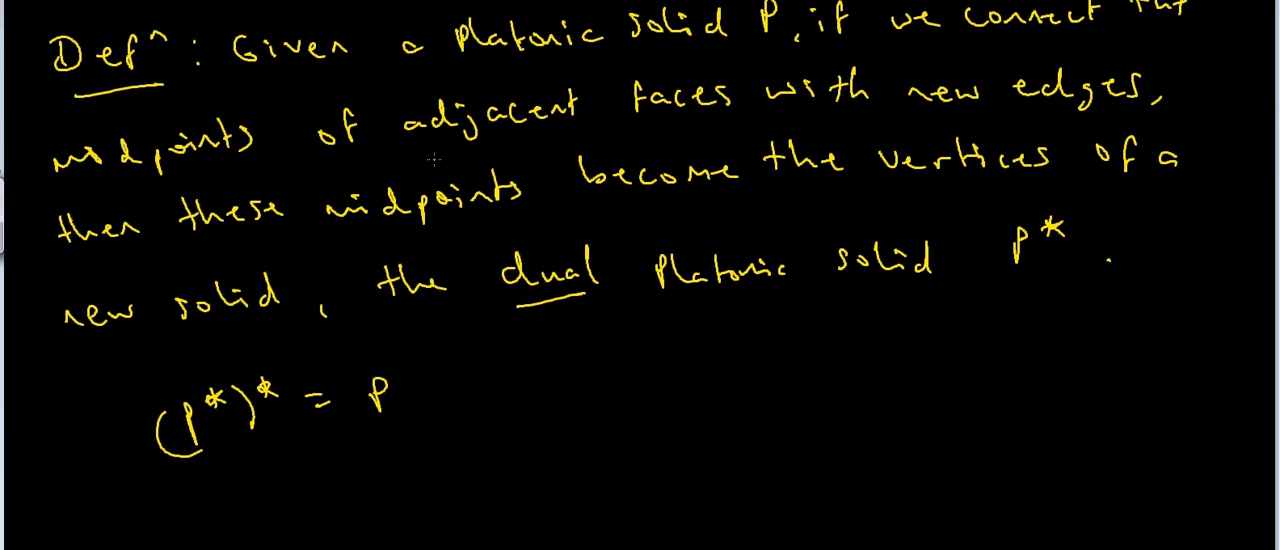 Defⁿ: Given a Platonic solid P, if we connect the
midpoints of adjacent faces with new edges,
then these midpoints become the vertices of a
new solid, the dual Platonic solid P*.
(P*)* = P